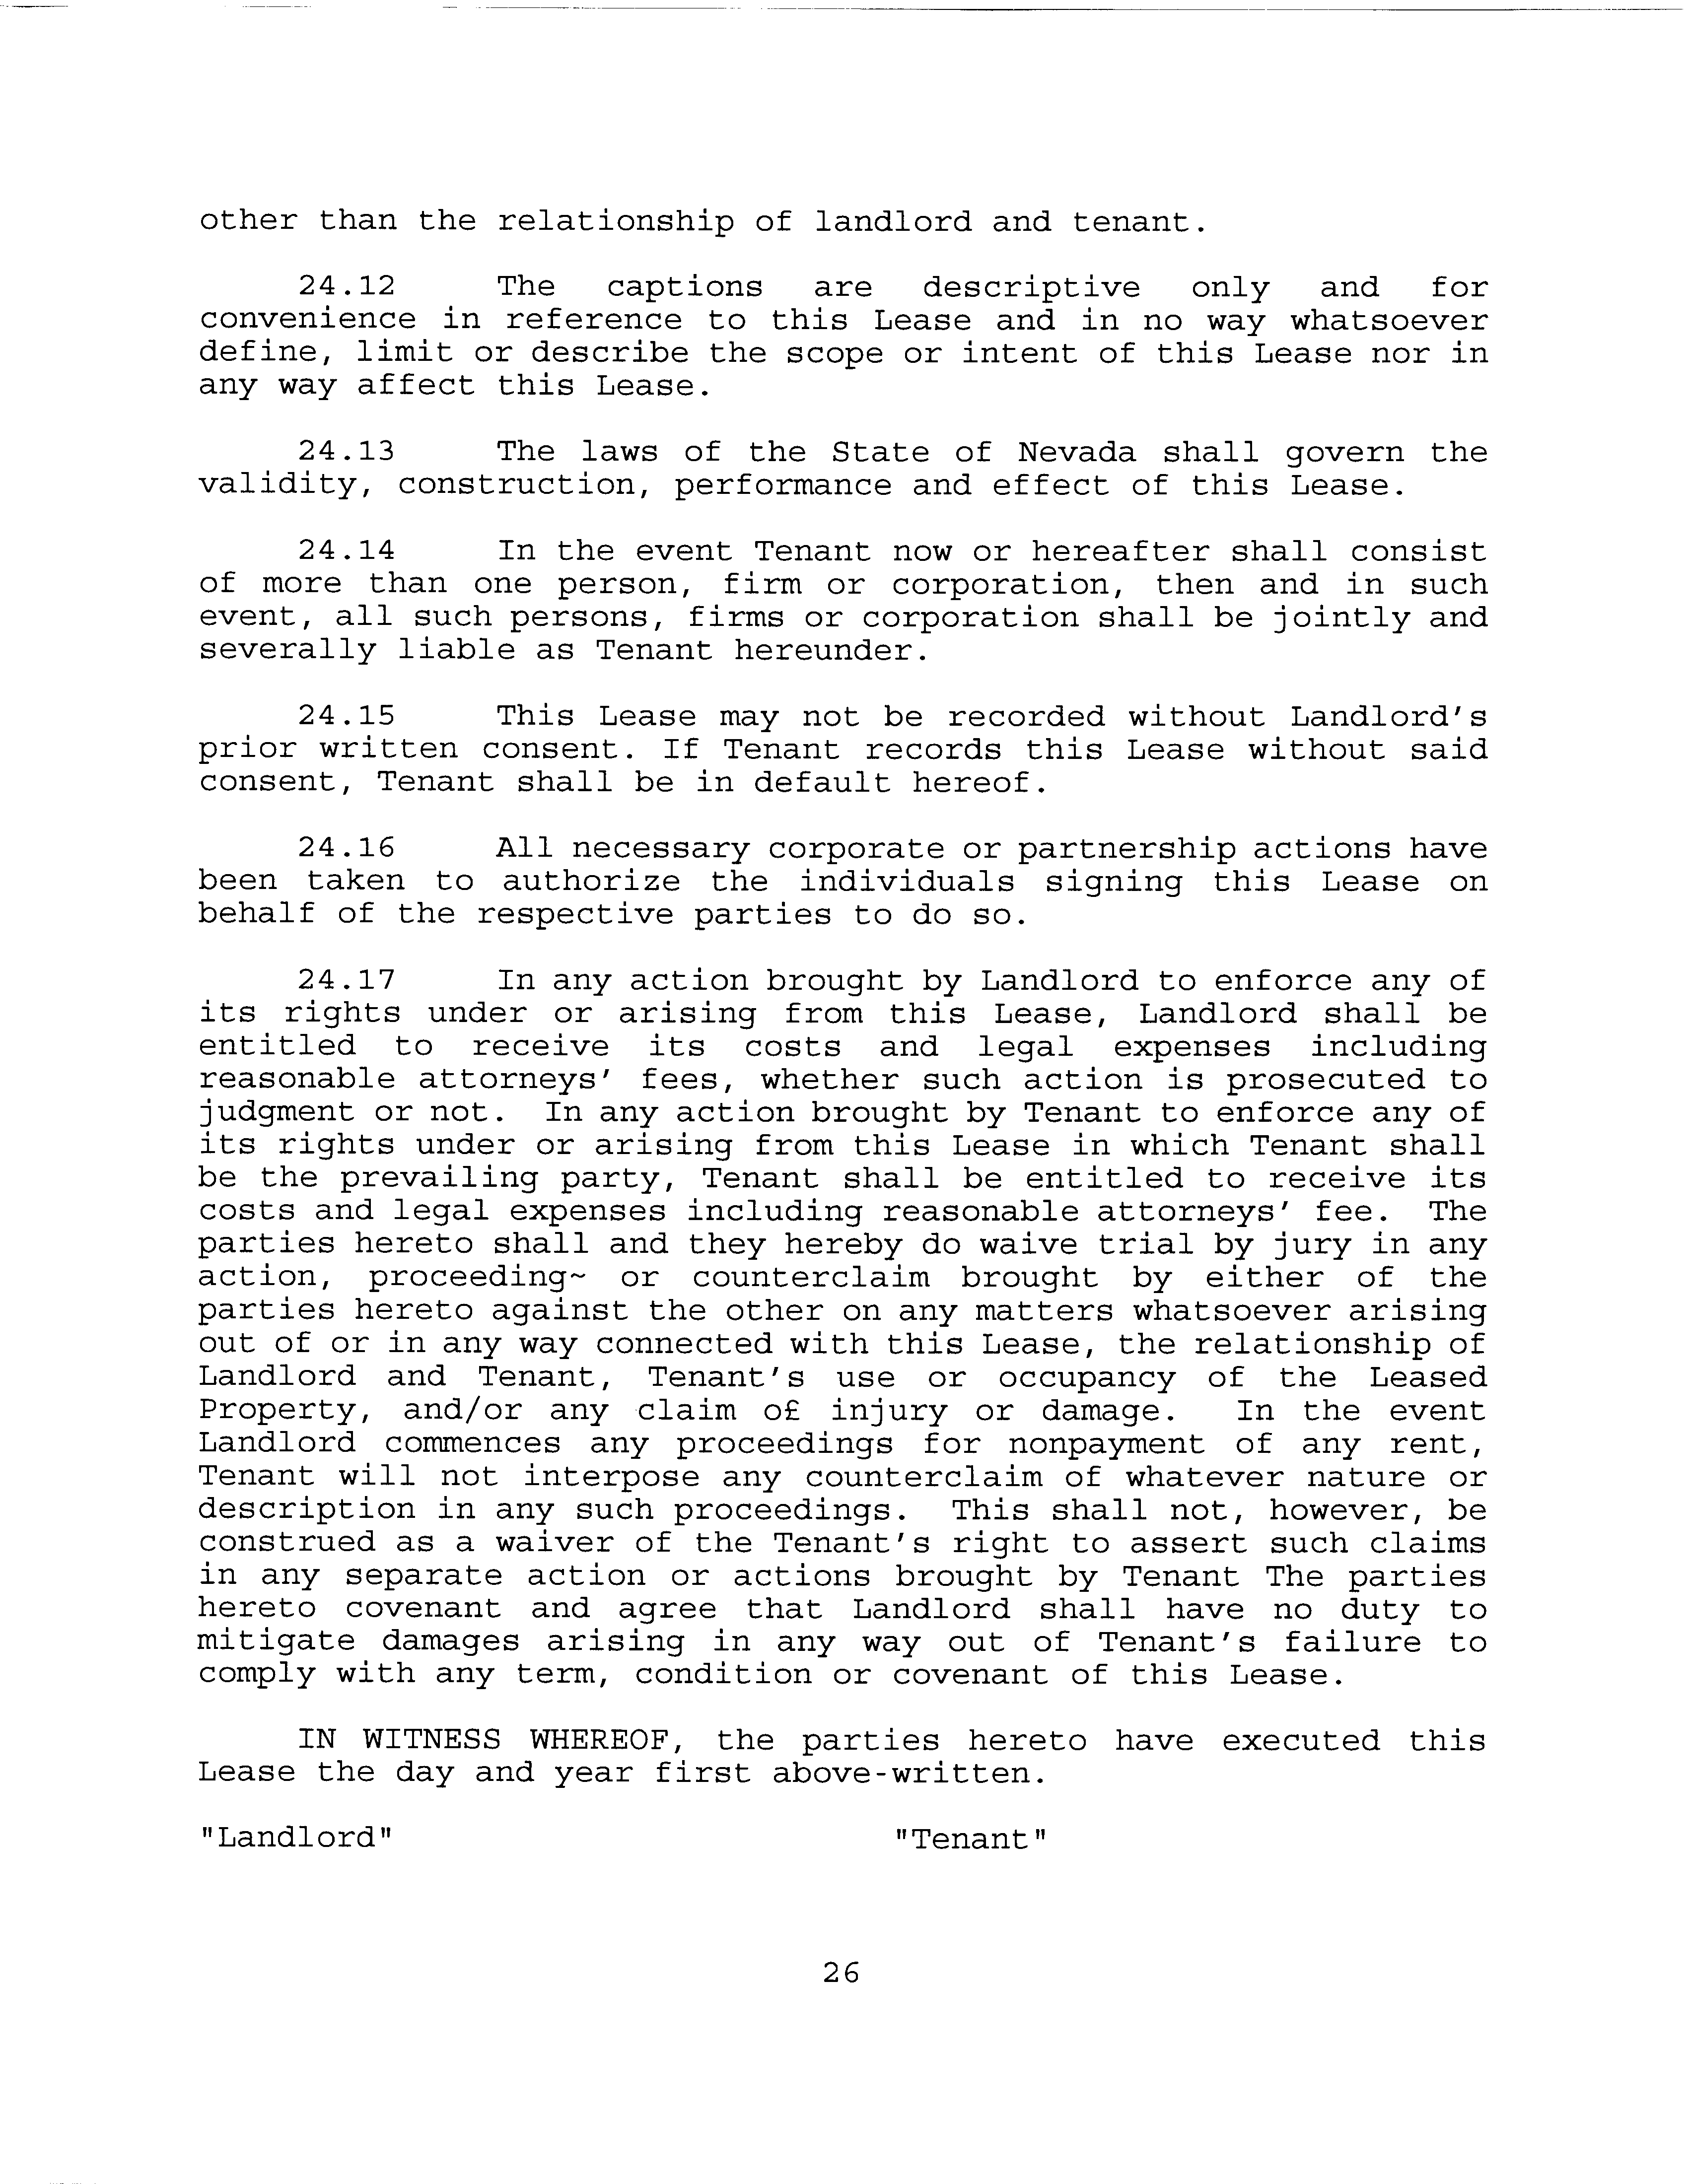 other than the relationship of landlord and tenant.
24.12 The captions are descriptive only and for
convenience in reference to this Lease and in no way whatsoever
define, limit or describe the scope or intent of this Lease nor in
any way affect this Lease.
24.13 The laws of the State of Nevada shall govern the
validity, construction, performance and effect of this Lease.
24.14 In the event Tenant now or hereafter shall consist
of more than one person, firm or corporation, then and in such
event, all such persons, firms or corporation shall be jointly and
severally liable as Tenant hereunder.
24.15 This Lease may not be recorded without Landlord's
prior written consent. If Tenant records this Lease without said
consent, Tenant shall be in default hereof.
24.16 All necessary corporate or partnership actions have
been taken to authorize the individuals signing this Lease on
behalf of the respective parties to do so.
24.17 In any action brought by Landlord to enforce any of
its rights under or arising from this Lease, Landlord shall be
entitled to receive its costs and legal expenses including
reasonable attorneys' fees, whether such action is prosecuted to
judgment or not. In any action brought by Tenant to enforce any of
its rights under or arising from this Lease in which Tenant shall
be the prevailing party, Tenant shall be entitled to receive its
costs and legal expenses including reasonable attorneys' fee. The
parties hereto shall and they hereby do waive trial by jury in any
action, proceeding~ or counterclaim brought by either of the
parties hereto against the other on any matters whatsoever arising
out of or in any way connected with this Lease, the relationship of
Landlord and Tenant, Tenant's use or occupancy of the Leased
Property, and/or any claim o£ injury or damage. In the event
Landlord commences any proceedings for nonpayment of any rent,
Tenant will not interpose any counterclaim of whatever nature or
description in any such proceedings. This shall not, however, be
construed as a waiver of the Tenant's right to assert such claims
in any separate action or actions brought by Tenant The parties
hereto covenant and agree that Landlord shall have no duty to
mitigate damages arising in any way out of Tenant's failure to
comply with any term, condition or covenant of this Lease.
IN WITNESS WHEREOF, the parties hereto have executed this
Lease the day and year first above-written.
"Landlord" "Tenant"
26